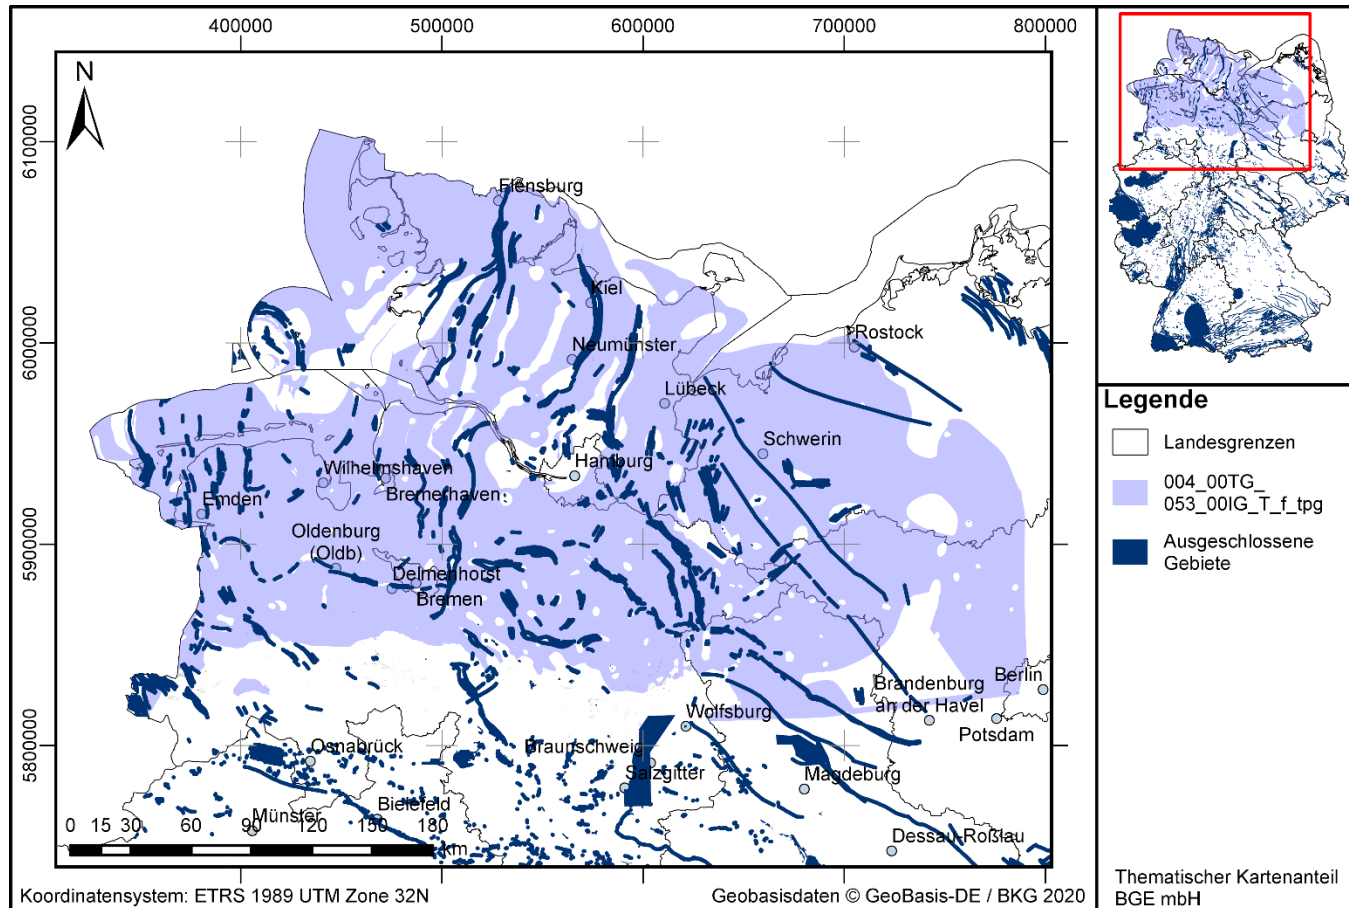 400000
500000
600000
700000
800000
N
6100000
6000000
5900000
5800000
Flensburg
Kiel
Neumünster
Rostock
Lübeck
Schwerin
Hamburg
Wilhelmshaven
Bremerhaven
Emden
Oldenburg
(Oldb)
Delmenhorst
Bremen
Berlin
Brandenburg
an der Havel
Potsdam
Wolfsburg
Osnabrück
Braunschweig
Salzgitter
Magdeburg
Münster
Bielefeld
Dessau-Roßlau
0 15 30 60 90 120 150 180
km
Koordinatensystem: ETRS 1989 UTM Zone 32N
Geobasisdaten © GeoBasis-DE / BKG 2020
Legende
Landesgrenzen
004_00TG_
053_00IG_T_f_tpg
Ausgeschlossene
Gebiete
Thematischer Kartenanteil
BGE mbH